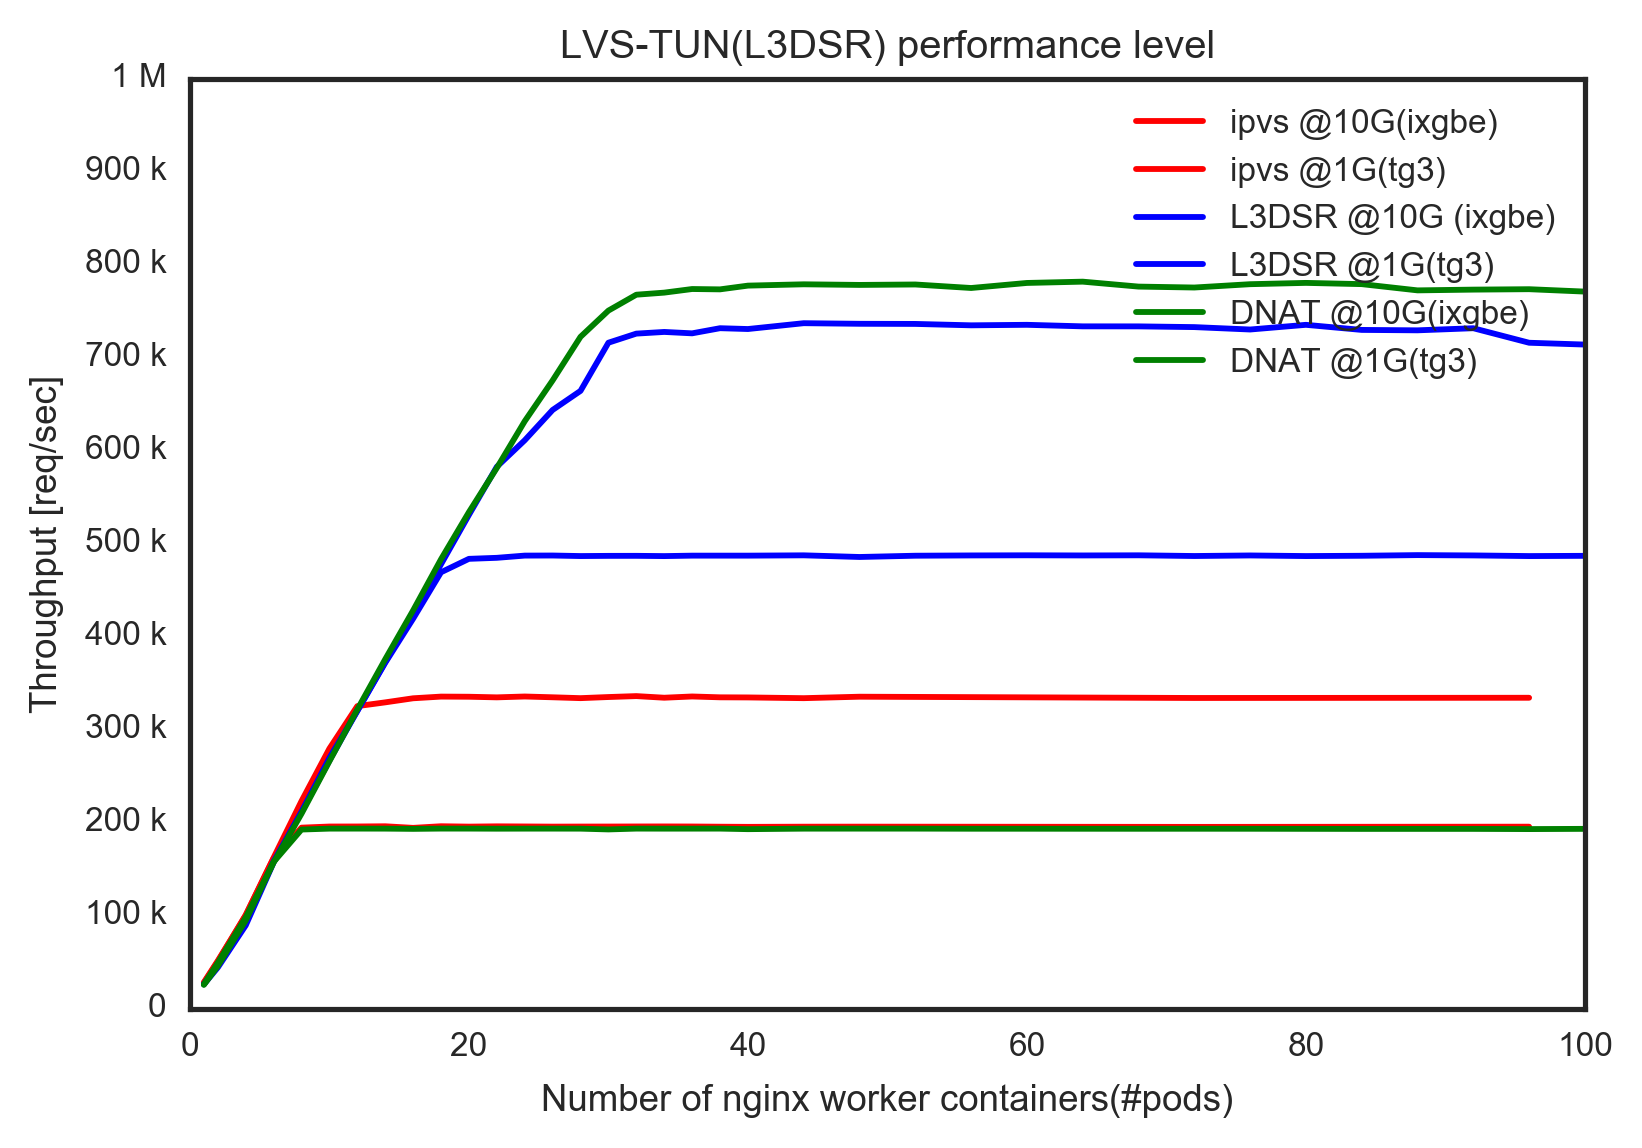 LVS-TUN(L3DSR) performance level
1 M
900 k
800 k
700 k
600 k
500 k
400 k
300 k
200 k
100 k
0
Throughput [req/sec]
ipvs @10G(ixgbe)
ipvs @1G(tg3)
L3DSR @10G (ixgbe)
L3DSR @1G(tg3)
DNAT @10G(ixgbe)
DNAT @1G(tg3)
0 20 40 60 80 100
Number of nginx worker containers(#pods)